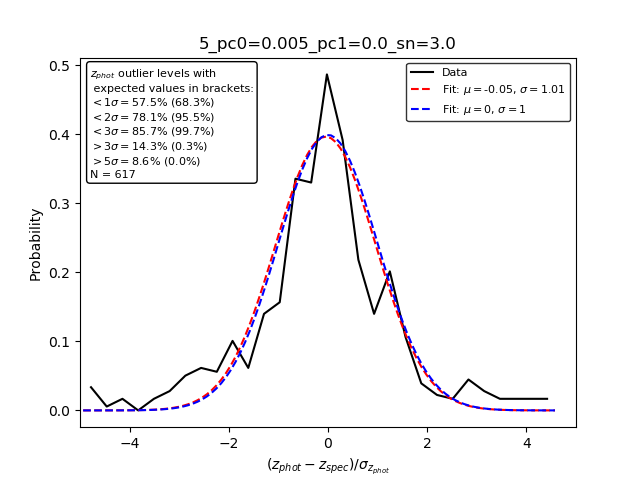 5_pc0=0.005_pc1=0.0_sn=3.0
z_phot outlier levels with
expected values in brackets:
<1σ=57.5% (68.3%)
<2σ=78.1% (95.5%)
<3σ=85.7% (99.7%)
>3σ=14.3% (0.3%)
>5σ=8.6% (0.0%)
N = 617
Data
Fit: μ=-0.05, σ=1.01
Fit: μ=0, σ=1
0.5
0.4
0.3
0.2
0.1
0.0
Probability
−4 −2 0 2 4
(z_phot − z_spec)/σ_z_phot